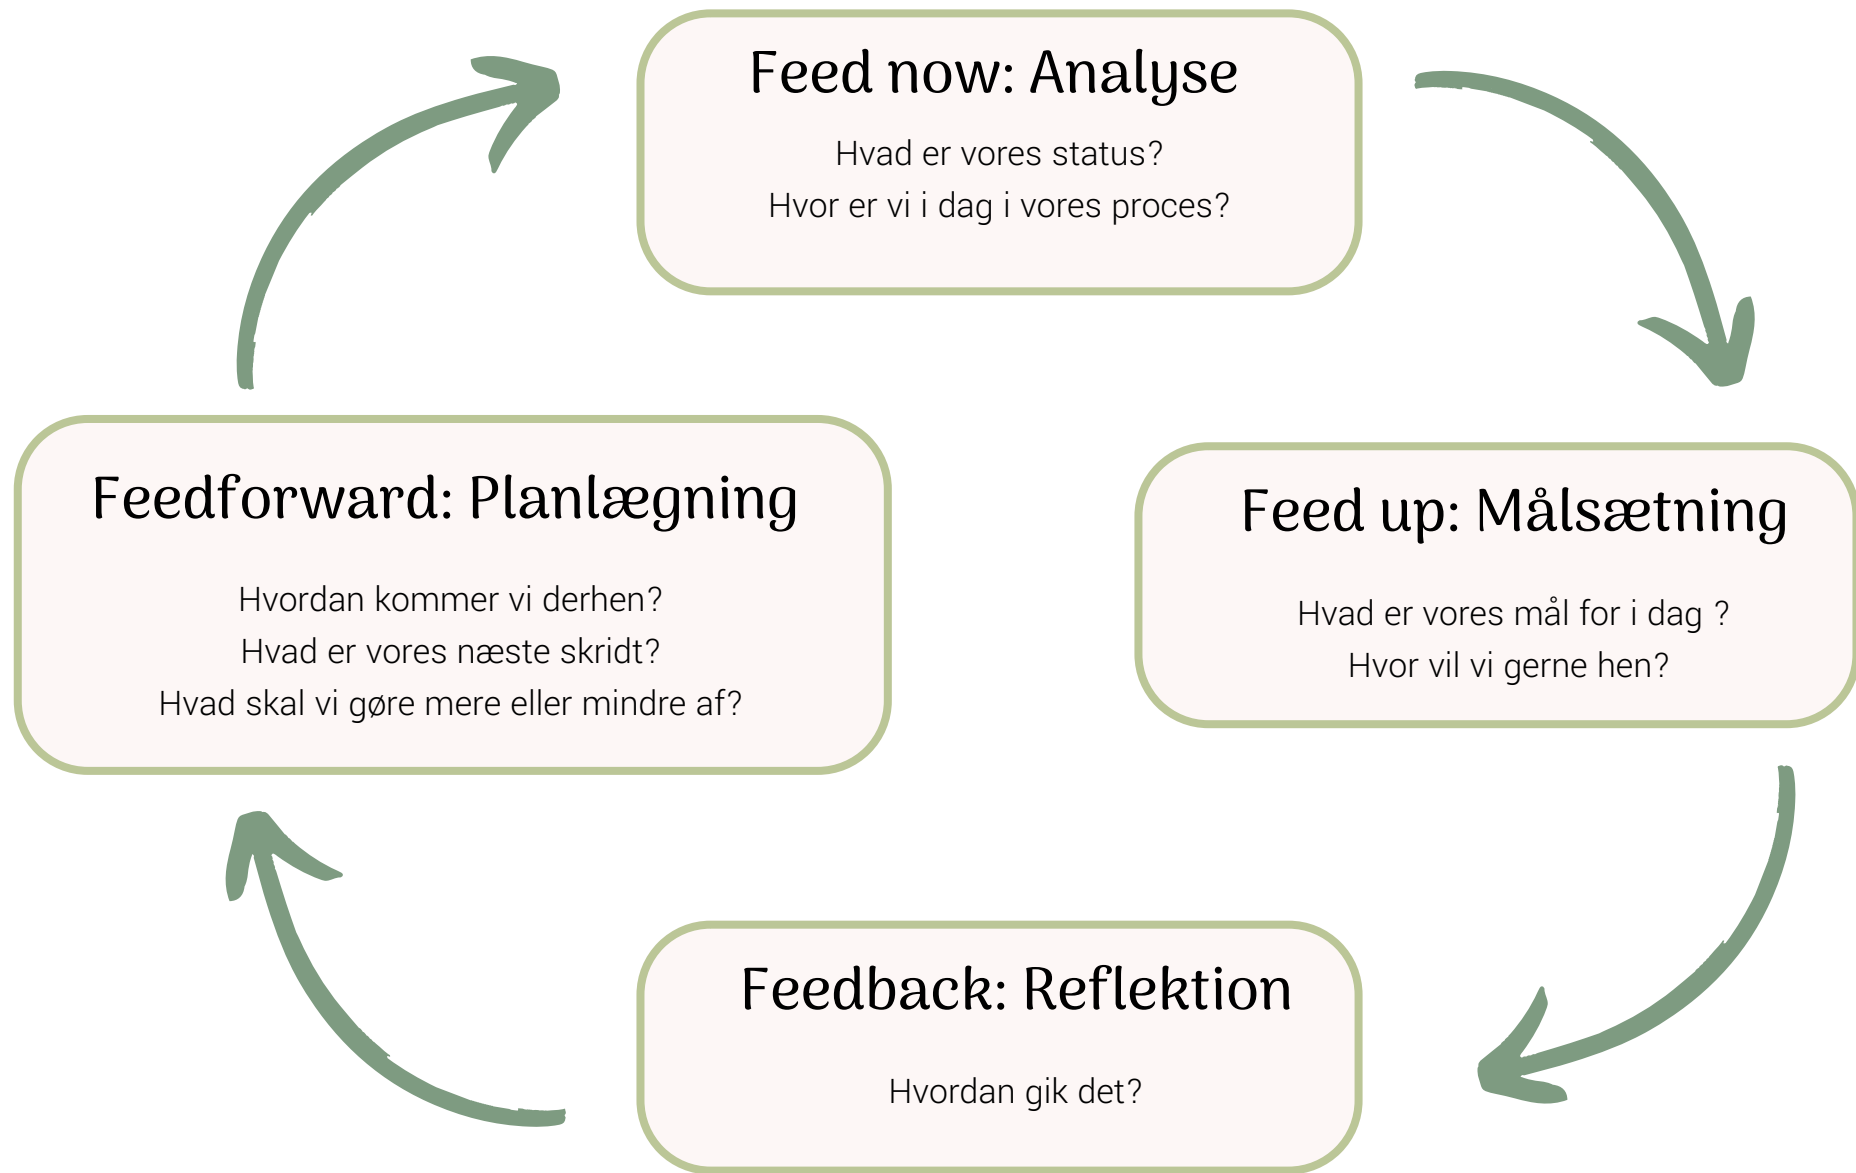 Feed now: Analyse
Hvad er vores status?
Hvor er vi i dag i vores proces?
Feed up: Målsætning
Hvad er vores mål for i dag ?
Hvor vil vi gerne hen?
Feedback: Reflektion
Hvordan gik det?
Feedforward: Planlægning
Hvordan kommer vi derhen?
Hvad er vores næste skridt?
Hvad skal vi gøre mere eller mindre af?